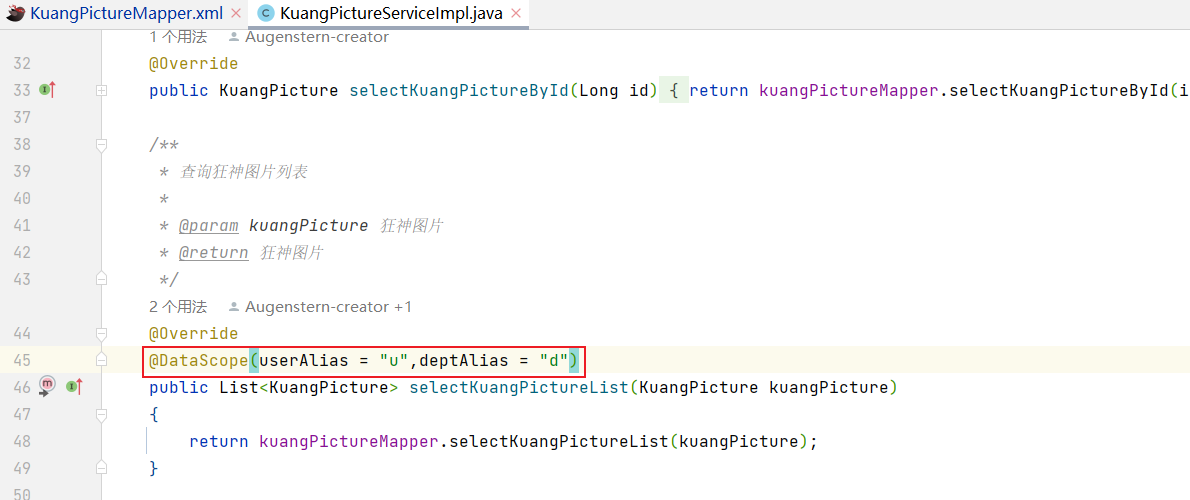 KuangPictureMapper.xml × KuangPictureServiceImpl.java ×
1 个用法 Augenstern-creator
32 @Override
33 public KuangPicture selectKuangPictureById(Long id) { return kuangPictureMapper.selectKuangPictureById(i
37
38 /**
39 * 查询狂神图片列表
40 *
41 * @param kuangPicture 狂神图片
42 * @return 狂神图片
43 */
2 个用法 Augenstern-creator +1
44 @Override
45 @DataScope(userAlias = "u",deptAlias = "d")
46 public List<KuangPicture> selectKuangPictureList(KuangPicture kuangPicture)
47 {
48 return kuangPictureMapper.selectKuangPictureList(kuangPicture);
49 }
50